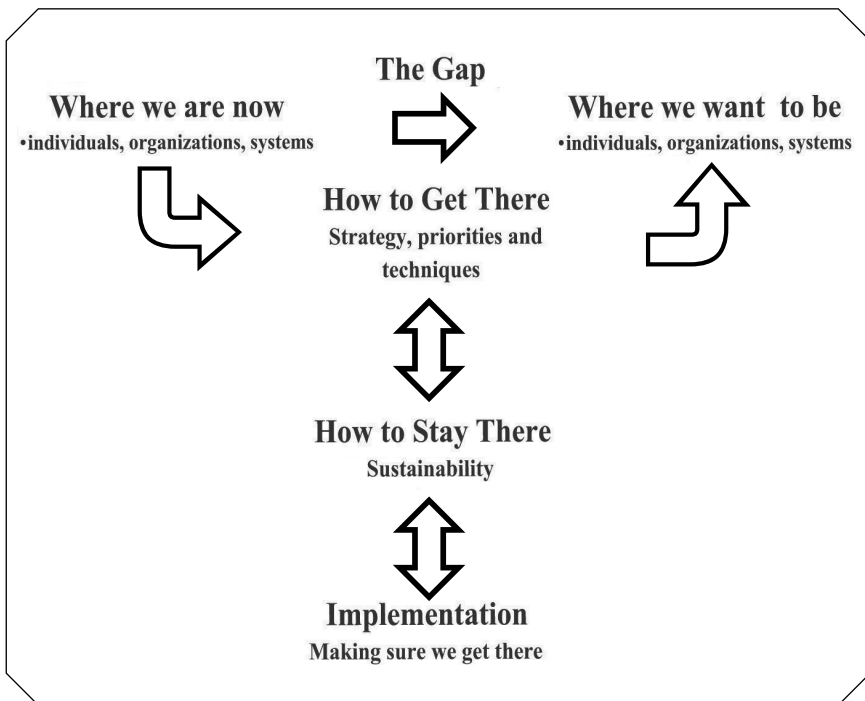 The Gap
Where we are now
•individuals, organizations, systems
Where we want to be
•individuals, organizations, systems
How to Get There
Strategy, priorities and
techniques
How to Stay There
Sustainability
Implementation
Making sure we get there